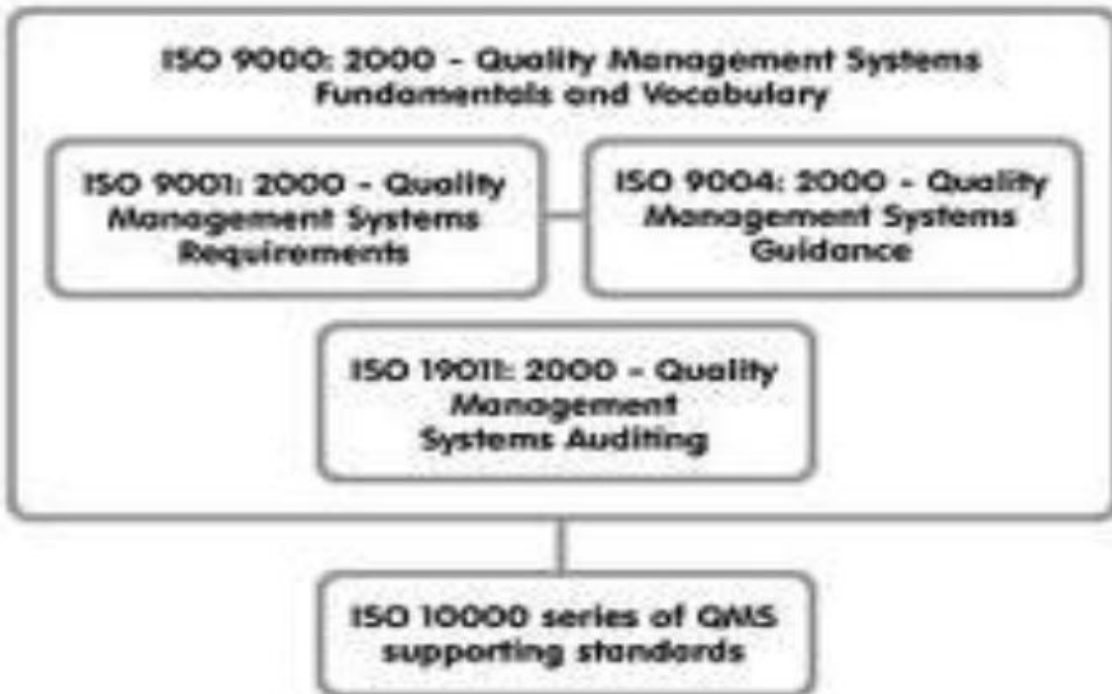 ISO 9000: 2000 - Quality Management Systems
Fundamentals and Vocabulary
ISO 9001: 2000 - Quality
Management Systems
Requirements
ISO 9004: 2000 - Quality
Management Systems
Guidance
ISO 19011: 2000 - Quality
Management
Systems Auditing
ISO 10000 series of QMS
supporting standards